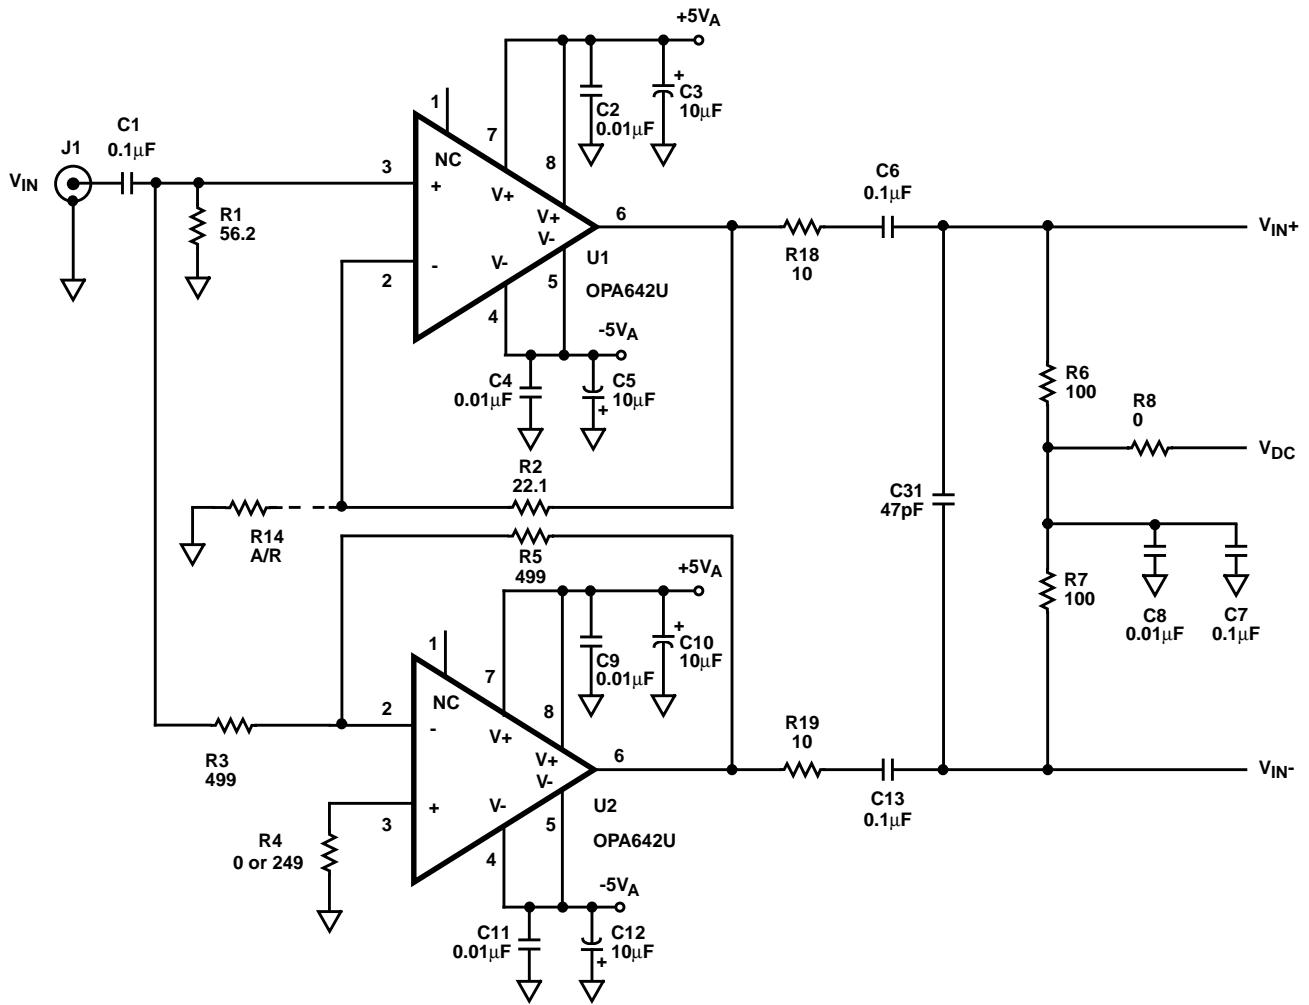 +5VA
C2
0.01μF
C3
10μF
+
1
7
8
NC
V+
V+
V-
V-
3
+
2
-
4
5
6
U1
OPA642U
J1
VIN
C1
0.1μF
R1
56.2
-5VA
C4
0.01μF
C5
10μF
+
R18
10
C6
0.1μF
VIN+
R6
100
R8
0
VDC
C31
47pF
R7
100
C8
0.01μF
C7
0.1μF
R2
22.1
R14
A/R
R5
499
+5VA
C9
0.01μF
+
C10
10μF
1
7
8
NC
V+
V+
V-
V-
2
-
3
+
4
5
6
U2
OPA642U
R3
499
R4
0 or 249
R19
10
C13
0.1μF
VIN-
-5VA
C11
0.01μF
C12
10μF
+